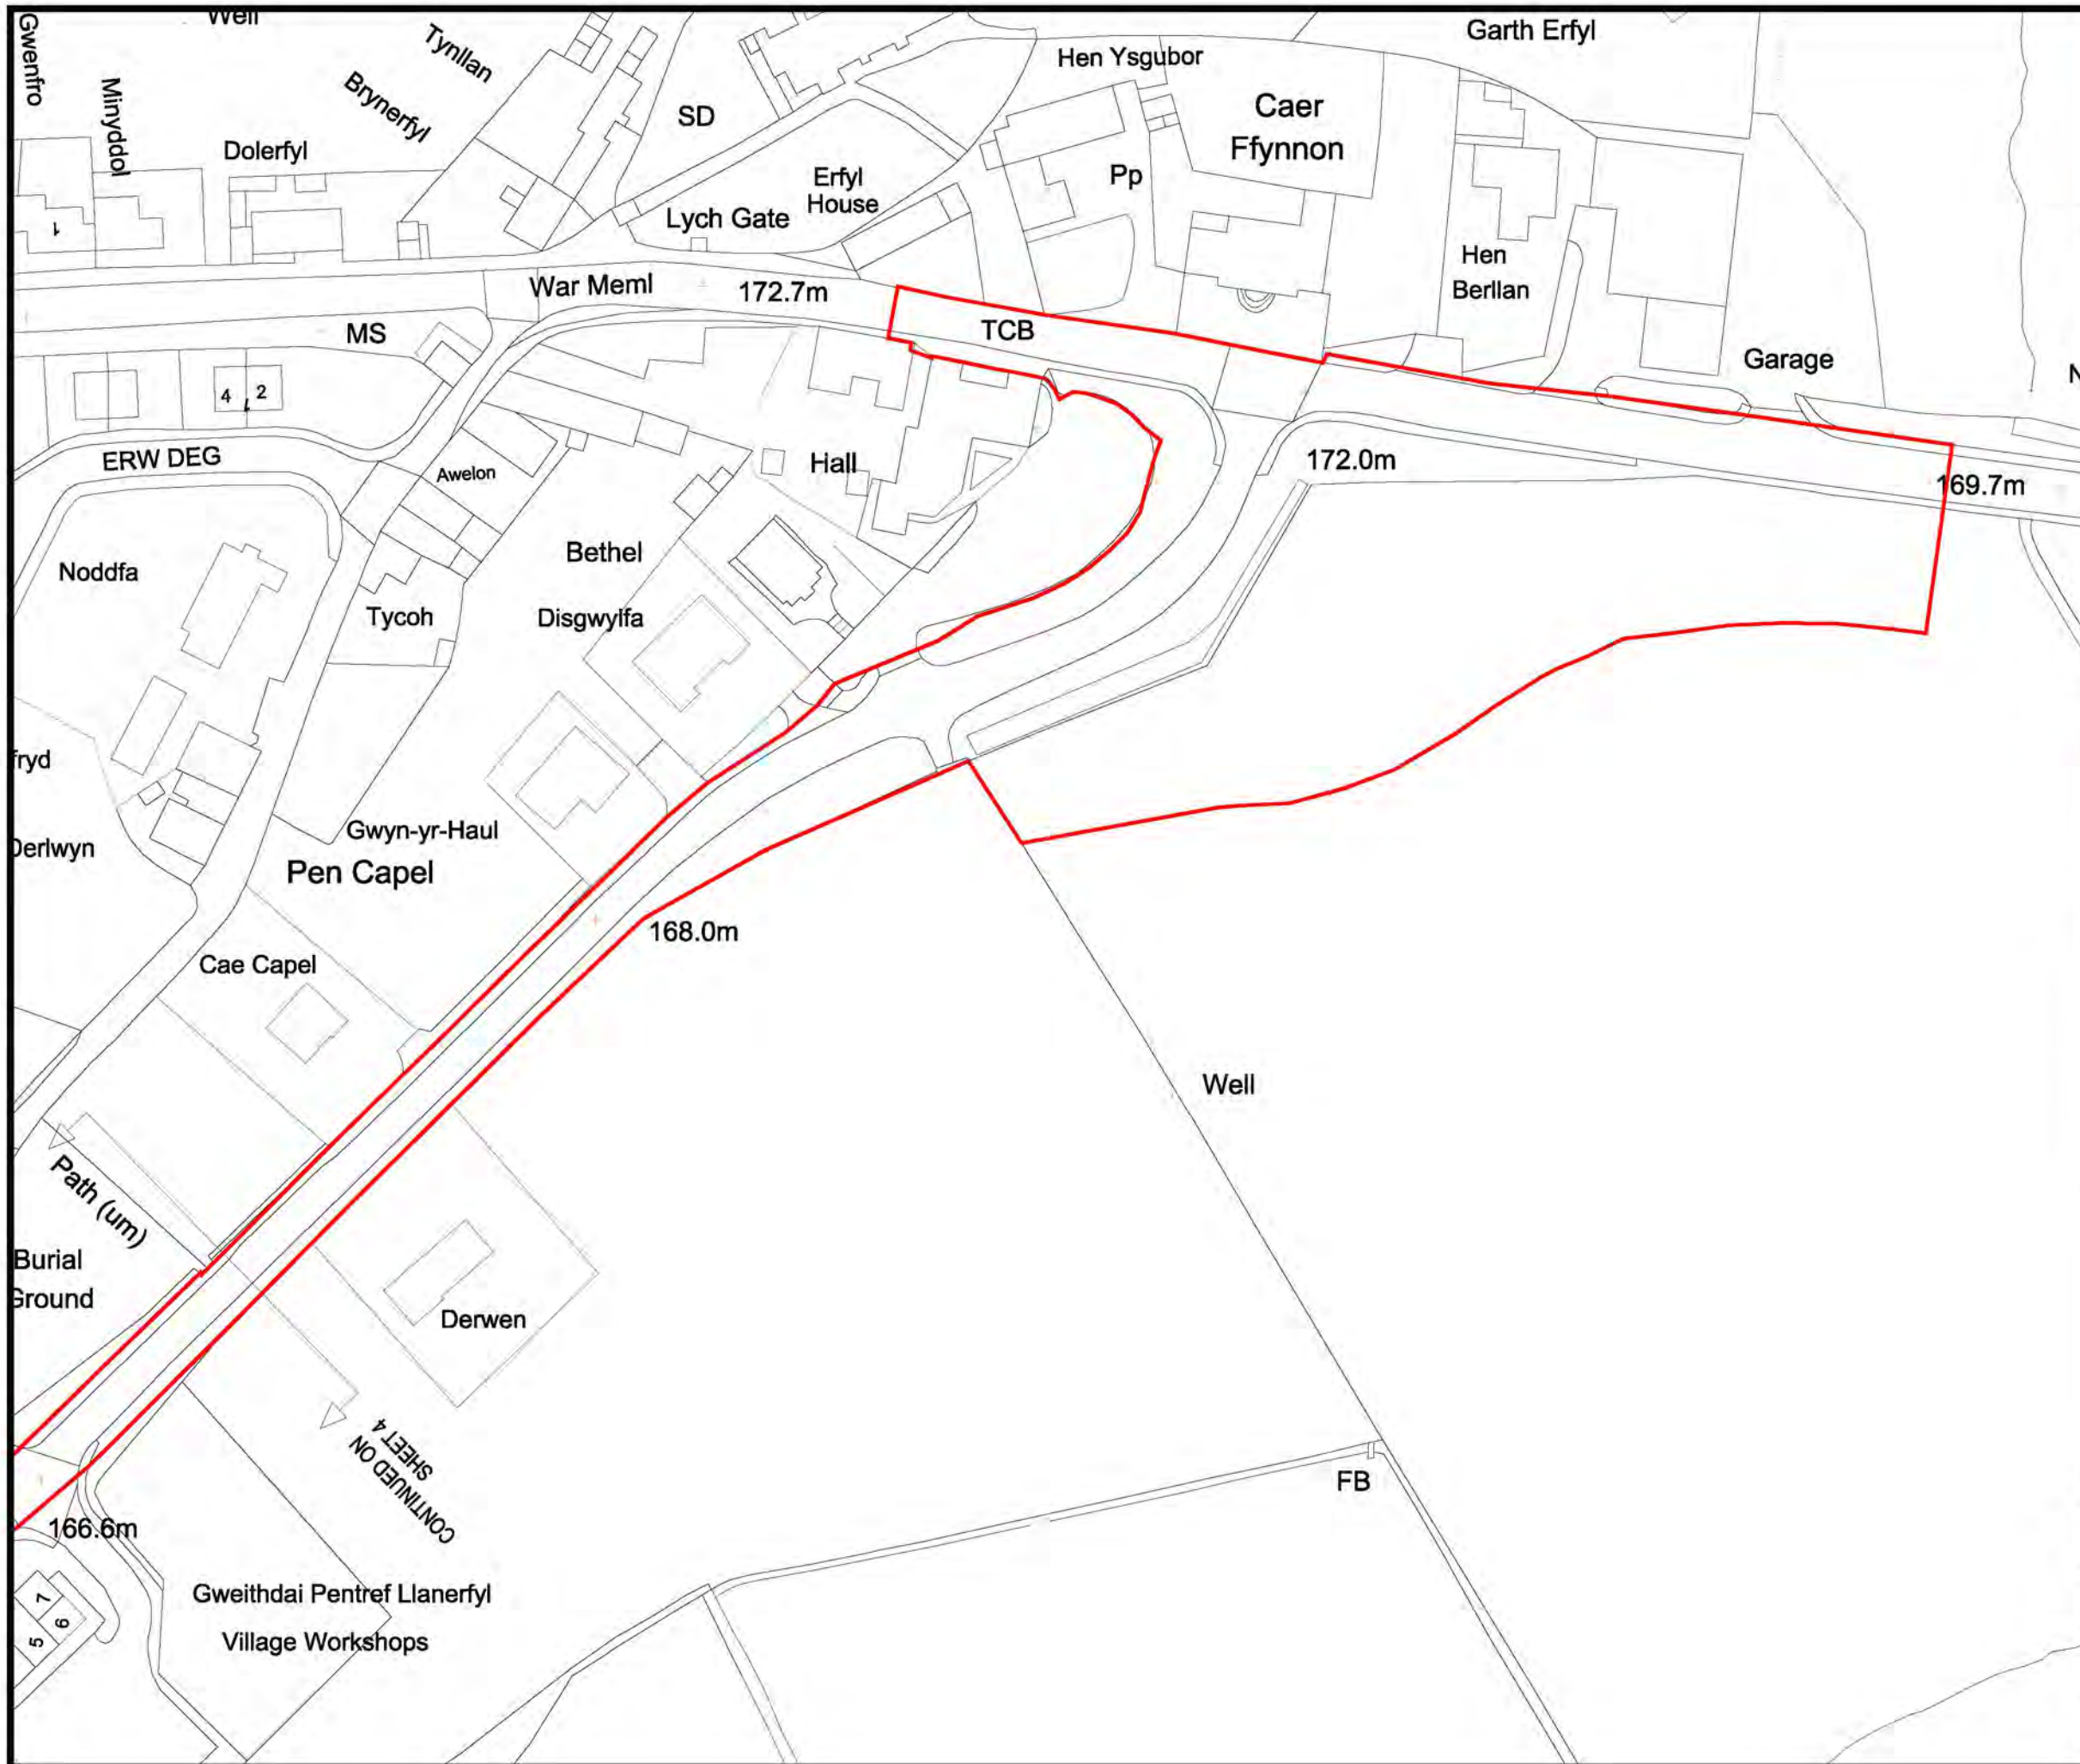 Well
Gwenfro
Minyddol
Tynllan
Brynerfyl
Dolerfyl
SD
Hen Ysgubor
Garth Erfyl
Caer
Ffynnon
Pp
Erfyl
House
Lych Gate
Hen
Berllan
1
War Meml
172.7m
MS
TCB
Garage
N
4
2
1
ERW DEG
Awelon
Hall
172.0m
169.7m
Noddfa
Bethel
Tycoh
Disgwylfa
fryd
Derlwyn
Gwyn-yr-Haul
Pen Capel
168.0m
Cae Capel
Well
Path (um)
Burial
Ground
Derwen
CONTINUED ON
SHEET 4
FB
166.6m
7
6
5
Gweithdai Pentref Llanerfyl
Village Workshops